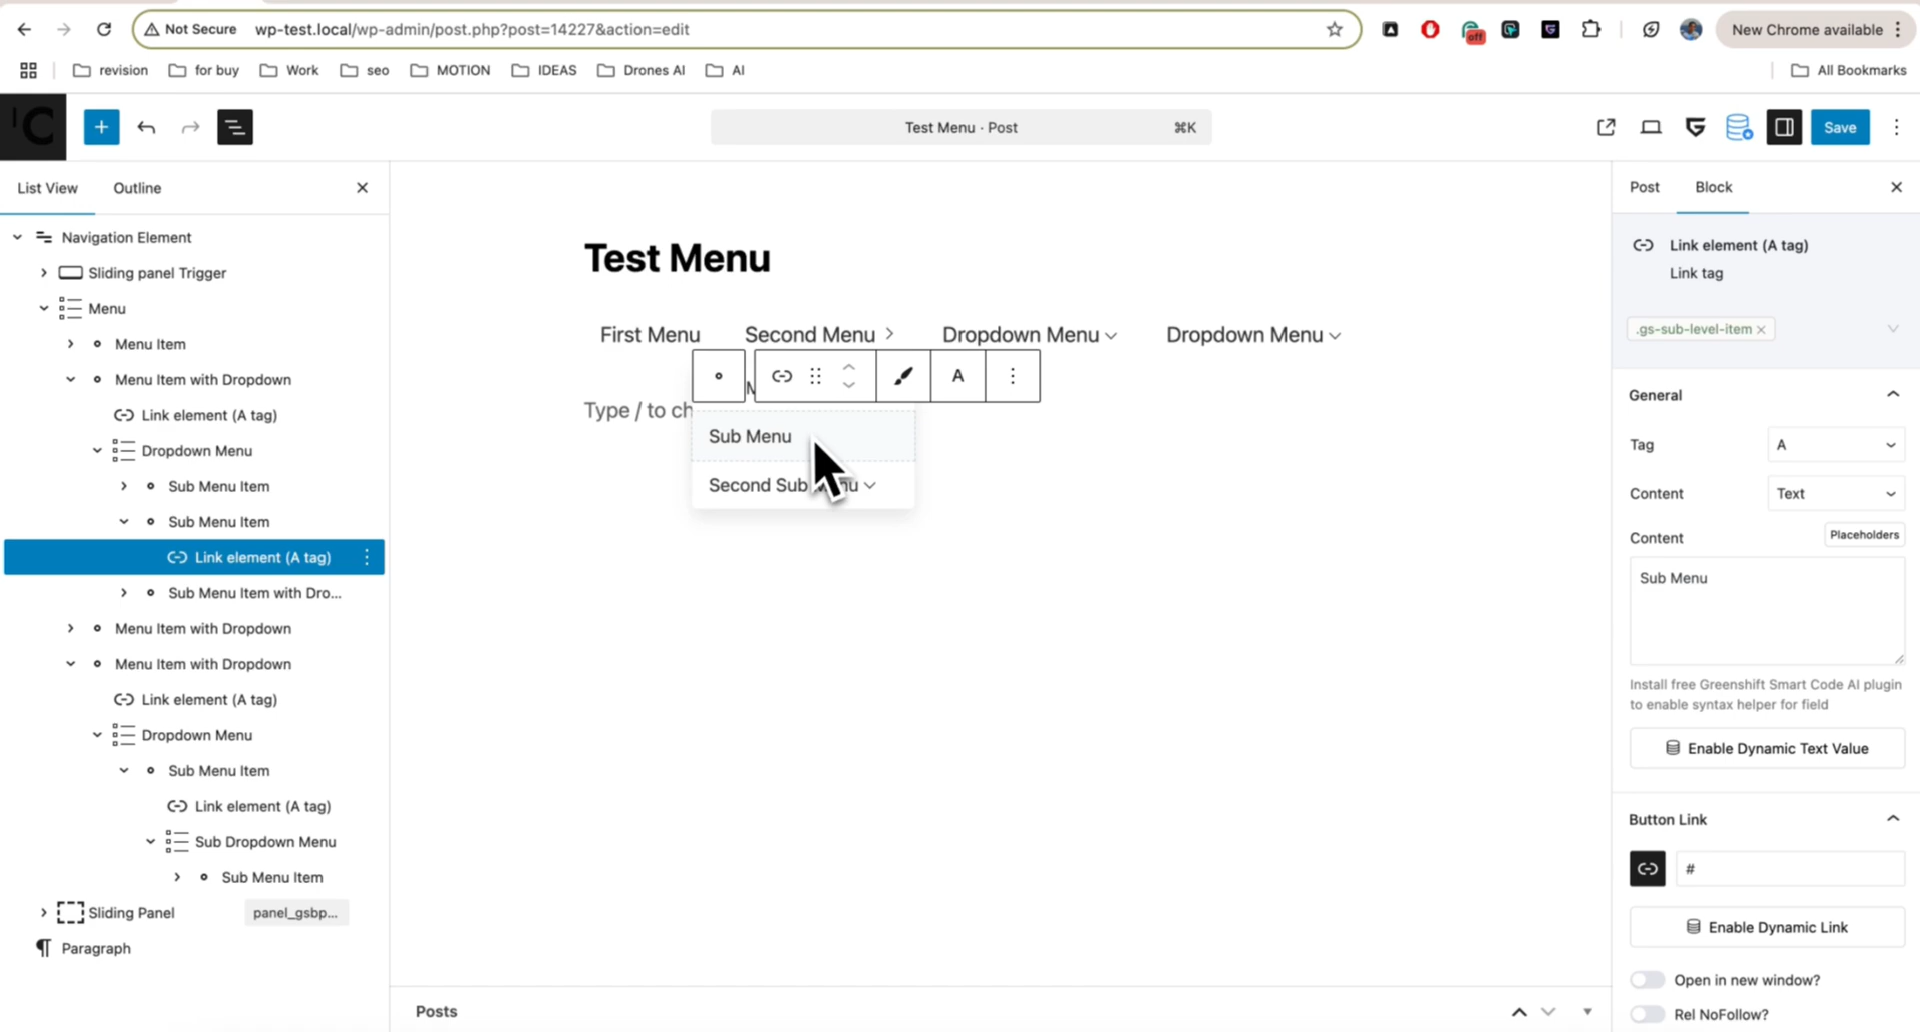 Not Secure wp-test.local/wp-admin/post.php?post=14227&action=edit
off
New Chrome available
revision for buy Work seo MOTION IDEAS Drones AI AI All Bookmarks
Test Menu · Post ⌘K
Save
List View Outline
Navigation Element
Sliding panel Trigger
Menu
Menu Item
Menu Item with Dropdown
Link element (A tag)
Dropdown Menu
Sub Menu Item
Sub Menu Item
Link element (A tag)
Sub Menu Item with Dro...
Menu Item with Dropdown
Menu Item with Dropdown
Link element (A tag)
Dropdown Menu
Sub Menu Item
Link element (A tag)
Sub Dropdown Menu
Sub Menu Item
Sliding Panel panel_gsbp...
Paragraph
Test Menu
First Menu Second Menu Dropdown Menu Dropdown Menu
A
Type / to ch
Sub Menu
Second Sub
Posts
Post Block
Link element (A tag)
Link tag
.gs-sub-level-item
General
Tag A
Content Text
Content Placeholders
Sub Menu
Install free Greenshift Smart Code AI plugin
to enable syntax helper for field
Enable Dynamic Text Value
Button Link
#
Enable Dynamic Link
Open in new window?
Rel NoFollow?